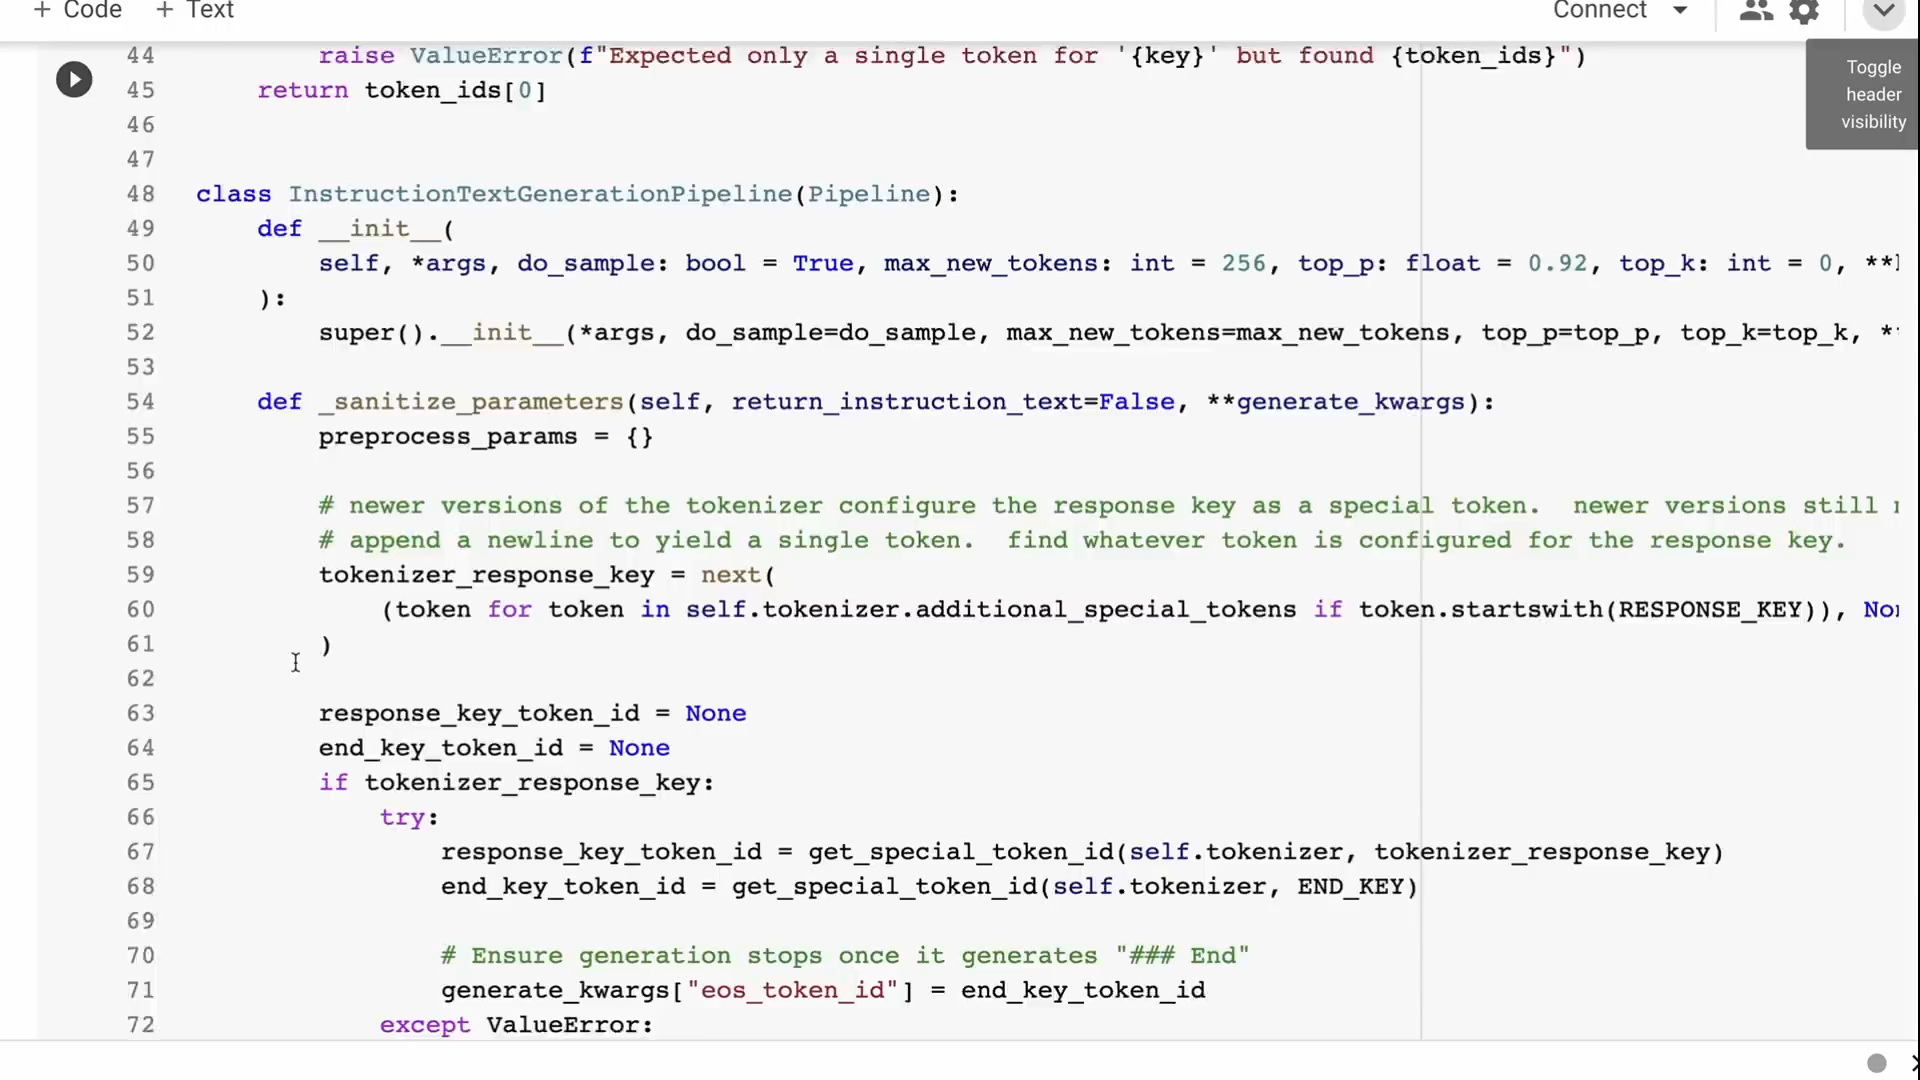 + Code + Text Connect
Toggle
header
visibility
44 raise ValueError(f"Expected only a single token for '{key}' but found {token_ids}")
45 return token_ids[0]
46
47
48 class InstructionTextGenerationPipeline(Pipeline):
49 def __init__(
50 self, *args, do_sample: bool = True, max_new_tokens: int = 256, top_p: float = 0.92, top_k: int = 0, **
51 ):
52 super().__init__(*args, do_sample=do_sample, max_new_tokens=max_new_tokens, top_p=top_p, top_k=top_k, *
53
54 def _sanitize_parameters(self, return_instruction_text=False, **generate_kwargs):
55 preprocess_params = {}
56
57 # newer versions of the tokenizer configure the response key as a special token. newer versions still
58 # append a newline to yield a single token. find whatever token is configured for the response key.
59 tokenizer_response_key = next(
60 (token for token in self.tokenizer.additional_special_tokens if token.startswith(RESPONSE_KEY)),
61 )
62
63 response_key_token_id = None
64 end_key_token_id = None
65 if tokenizer_response_key:
66 try:
67 response_key_token_id = get_special_token_id(self.tokenizer, tokenizer_response_key)
68 end_key_token_id = get_special_token_id(self.tokenizer, END_KEY)
69
70 # Ensure generation stops once it generates "### End"
71 generate_kwargs["eos_token_id"] = end_key_token_id
72 except ValueError: